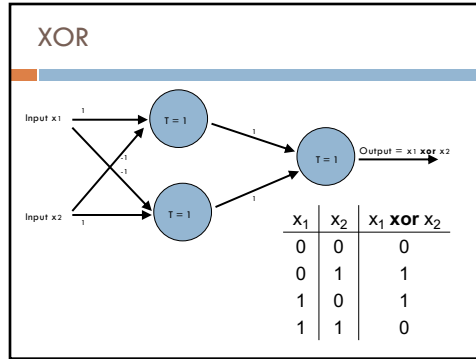 XOR
Input x1
1
T = 1
1
-1
-1
T = 1
Output = x1 xor x2
Input x2
1
T = 1
1
x1 x2 x1 xor x2
0 0 0
0 1 1
1 0 1
1 1 0